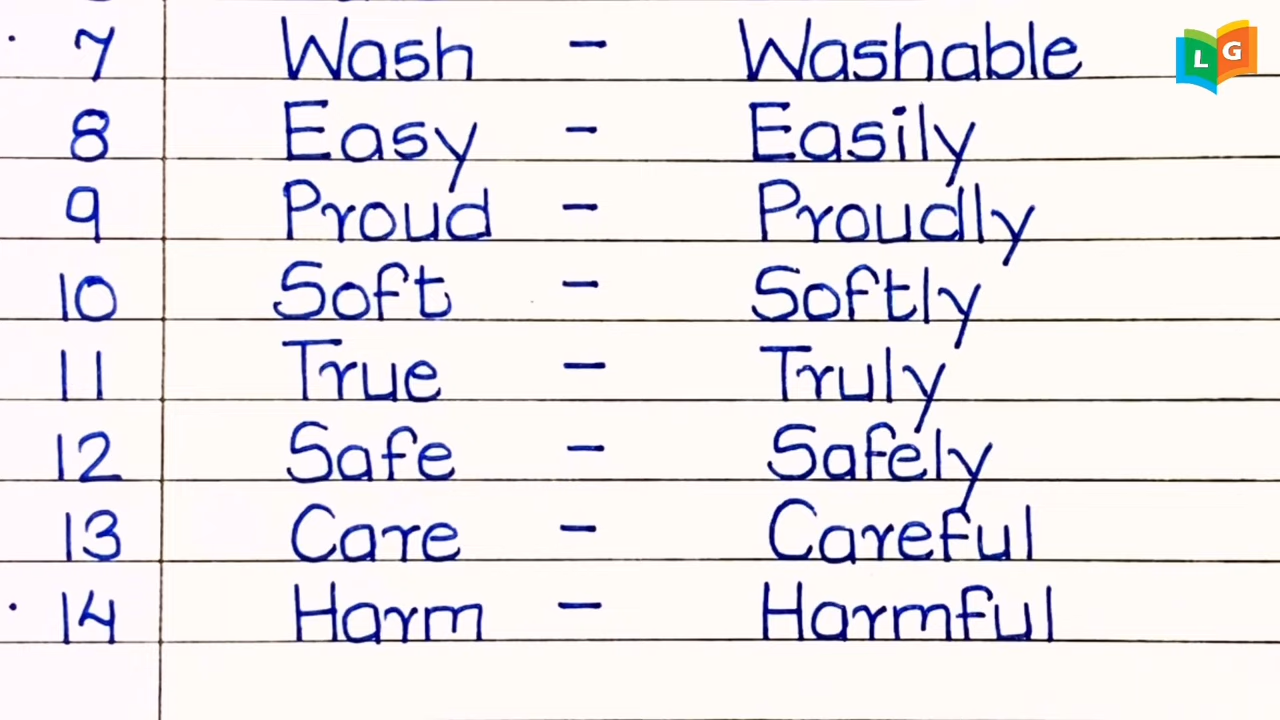 7 Wash - Washable
L G
8 Easy - Easily
9 Proud - Proudly
10 Soft - Softly
11 True - Truly
12 Safe - Safely
13 Care - Careful
14 Harm - Harmful